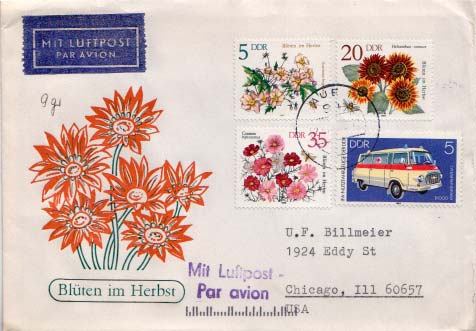 MIT LUFTPOST
PAR AVION
9 gr
5 DDR Blüten im Herbst
20 DDR
Blüten im Herbst
Cosmos
DDR 35
Blüten im Herbst
DDR 5
B 1000
U.F. Billmeier
1924 Eddy St
Chicago, Ill 60657
USA
Mit Luftpost -
Par avion
Blüten im Herbst